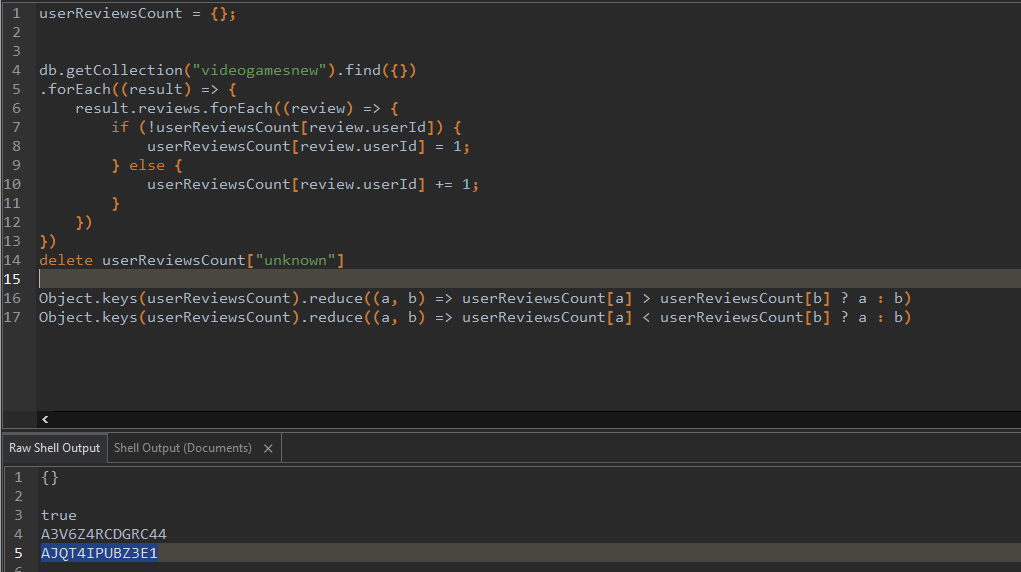 1 userReviewsCount = {};
2
3
4 db.getCollection("videogamesnew").find({})
5 .forEach((result) => {
6     result.reviews.forEach((review) => {
7         if (!userReviewsCount[review.userId]) {
8             userReviewsCount[review.userId] = 1;
9         } else {
10             userReviewsCount[review.userId] += 1;
11         }
12     })
13 })
14 delete userReviewsCount["unknown"]
15
16 Object.keys(userReviewsCount).reduce((a, b) => userReviewsCount[a] > userReviewsCount[b] ? a : b)
17 Object.keys(userReviewsCount).reduce((a, b) => userReviewsCount[a] < userReviewsCount[b] ? a : b)
Raw Shell Output Shell Output (Documents) ×
1 {}
2
3 true
4 A3V6Z4RCDGRC44
5 AJQT4IPUBZ3E1
6